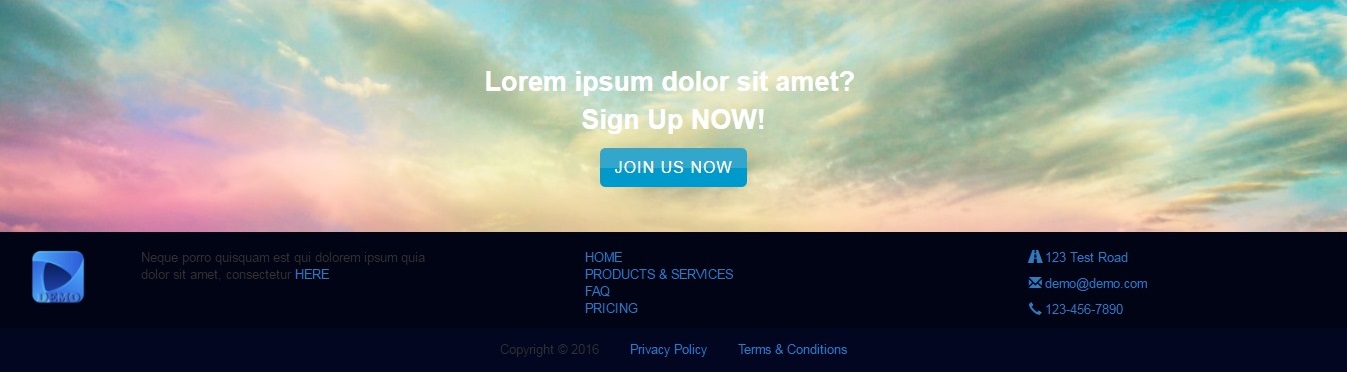 Lorem ipsum dolor sit amet?
Sign Up NOW!
JOIN US NOW
DEMO
Neque porro quisquam est qui dolorem ipsum quia
dolor sit amet, consectetur HERE
HOME
PRODUCTS & SERVICES
FAQ
PRICING
123 Test Road
demo@demo.com
123-456-7890
Copyright © 2016 Privacy Policy Terms & Conditions